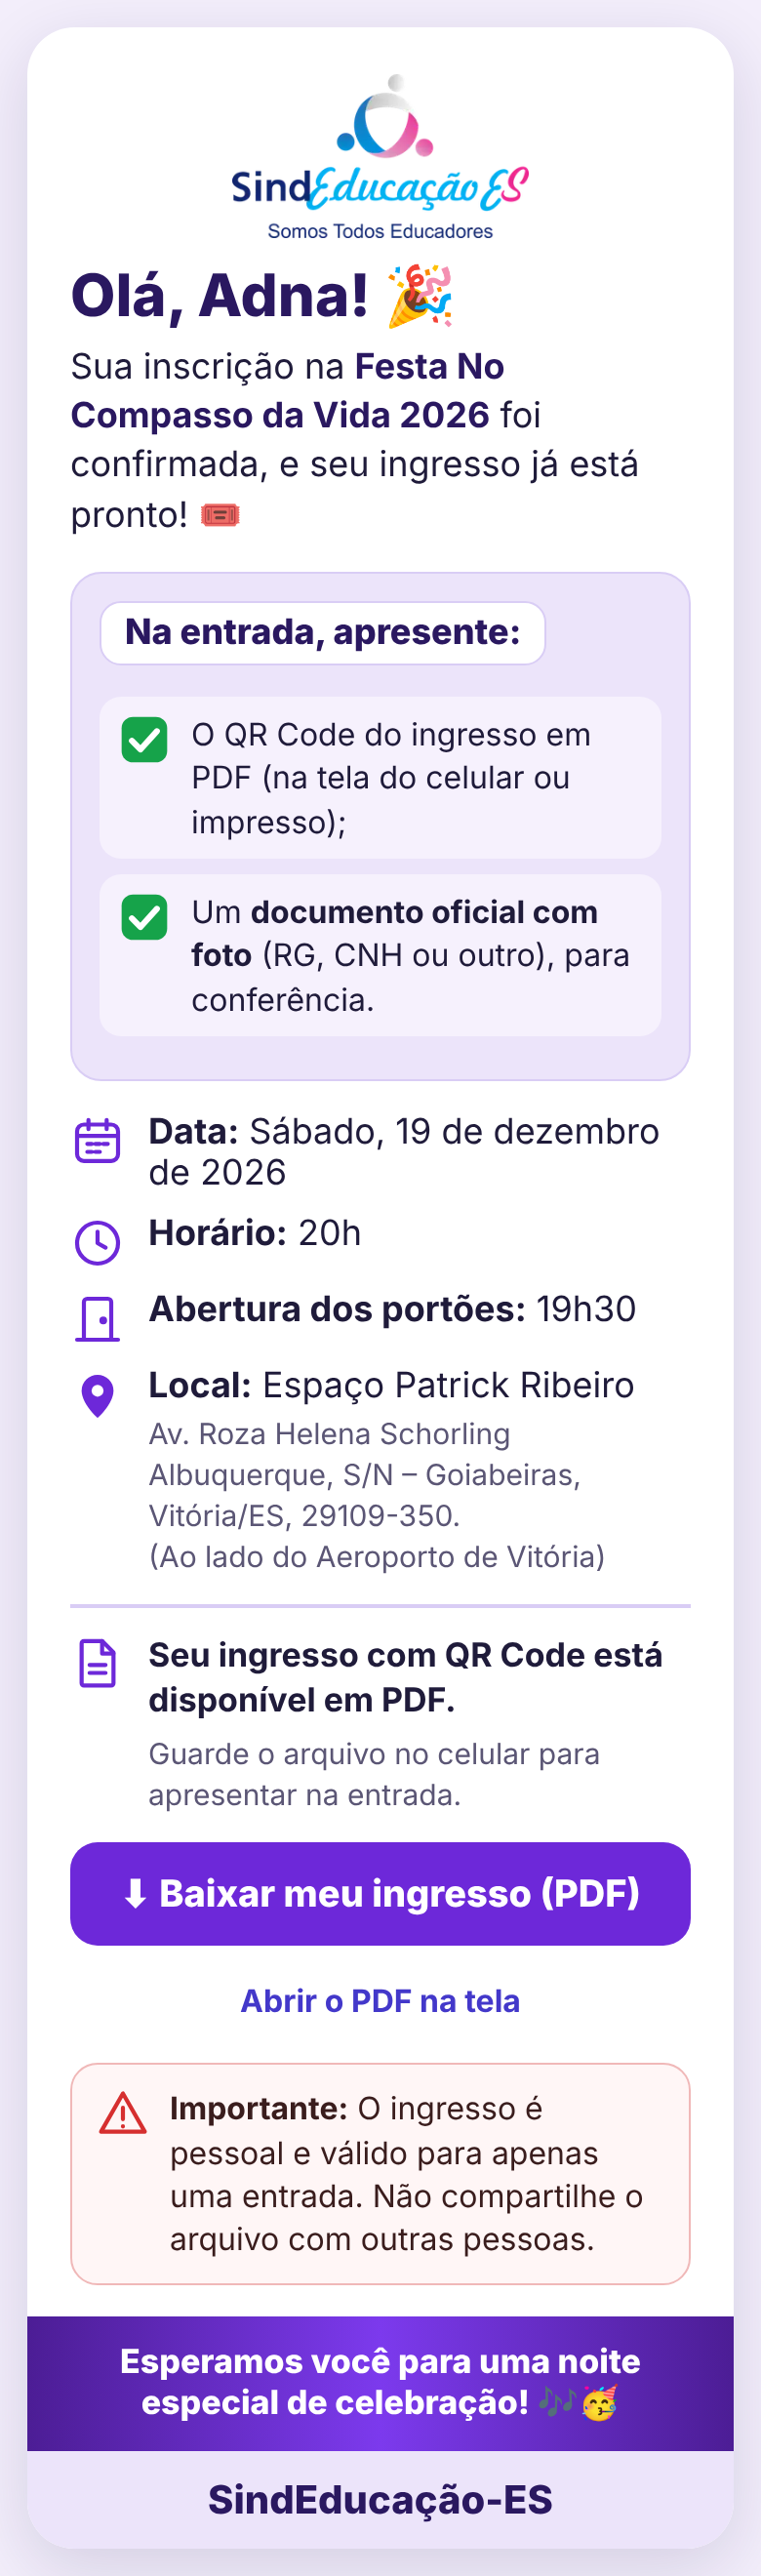 SindEducação ES
Somos Todos Educadores
Olá, Adna! 🎉
Sua inscrição na Festa No
Compasso da Vida 2026 foi
confirmada, e seu ingresso já está
pronto! 🎟️
Na entrada, apresente:
✅ O QR Code do ingresso em
PDF (na tela do celular ou
impresso);
✅ Um documento oficial com
foto (RG, CNH ou outro), para
conferência.
Data: Sábado, 19 de dezembro
de 2026
Horário: 20h
Abertura dos portões: 19h30
Local: Espaço Patrick Ribeiro
Av. Roza Helena Schorling
Albuquerque, S/N – Goiabeiras,
Vitória/ES, 29109-350.
(Ao lado do Aeroporto de Vitória)
Seu ingresso com QR Code está
disponível em PDF.
Guarde o arquivo no celular para
apresentar na entrada.
⬇ Baixar meu ingresso (PDF)
Abrir o PDF na tela
Importante: O ingresso é
pessoal e válido para apenas
uma entrada. Não compartilhe o
arquivo com outras pessoas.
Esperamos você para uma noite
especial de celebração! 🎶🥳
SindEducação-ES